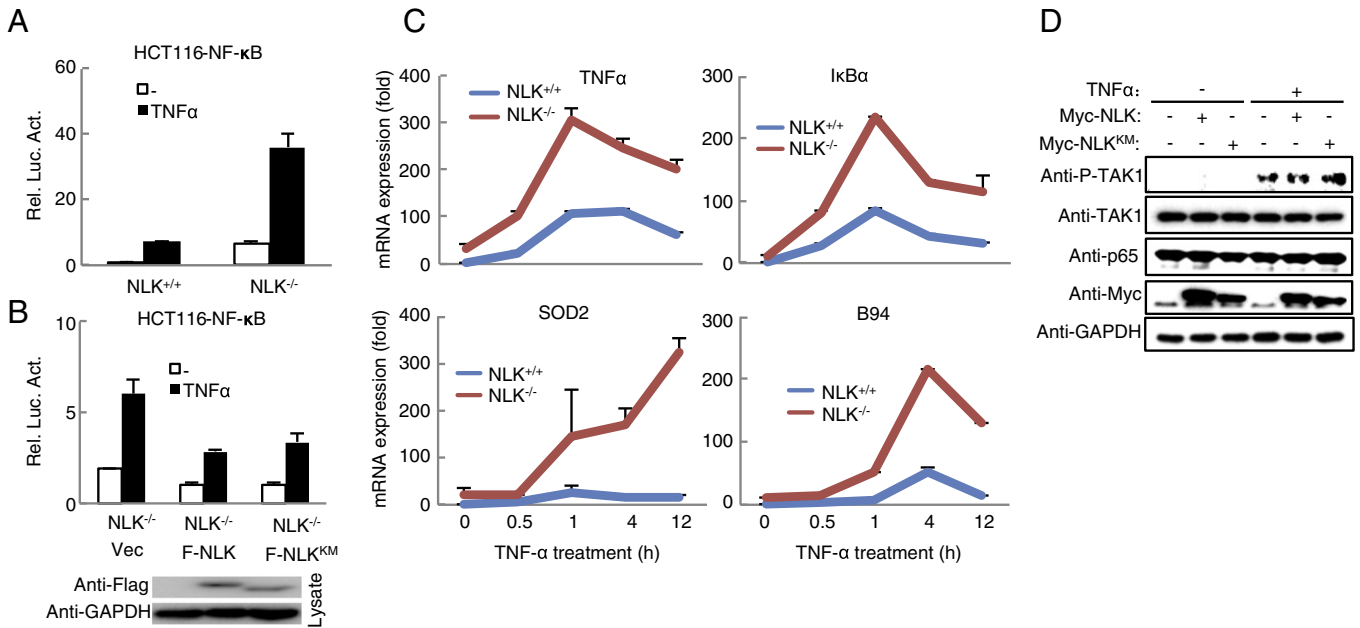 A
HCT116-NF-κB
Rel. Luc. Act.
60
40
20
0
-
TNFα
NLK+/+
NLK-/-
B
HCT116-NF-κB
Rel. Luc. Act.
10
5
0
-
TNFα
NLK-/- NLK-/- NLK-/-
Vec F-NLK F-NLKKM
Anti-Flag
Anti-GAPDH
Lysate
C
mRNA expression (fold)
TNFα
400
300
200
100
0
NLK+/+
NLK-/-
IκBα
300
200
100
0
NLK+/+
NLK-/-
mRNA expression (fold)
SOD2
400
300
200
100
0
NLK+/+
NLK-/-
0 0.5 1 4 12
TNF-α treatment (h)
B94
300
200
100
0
NLK+/+
NLK-/-
0 0.5 1 4 12
TNF-α treatment (h)
D
TNFα: - +
Myc-NLK: - + - - + -
Myc-NLKKM: - - + - - +
Anti-P-TAK1
Anti-TAK1
Anti-p65
Anti-Myc
Anti-GAPDH